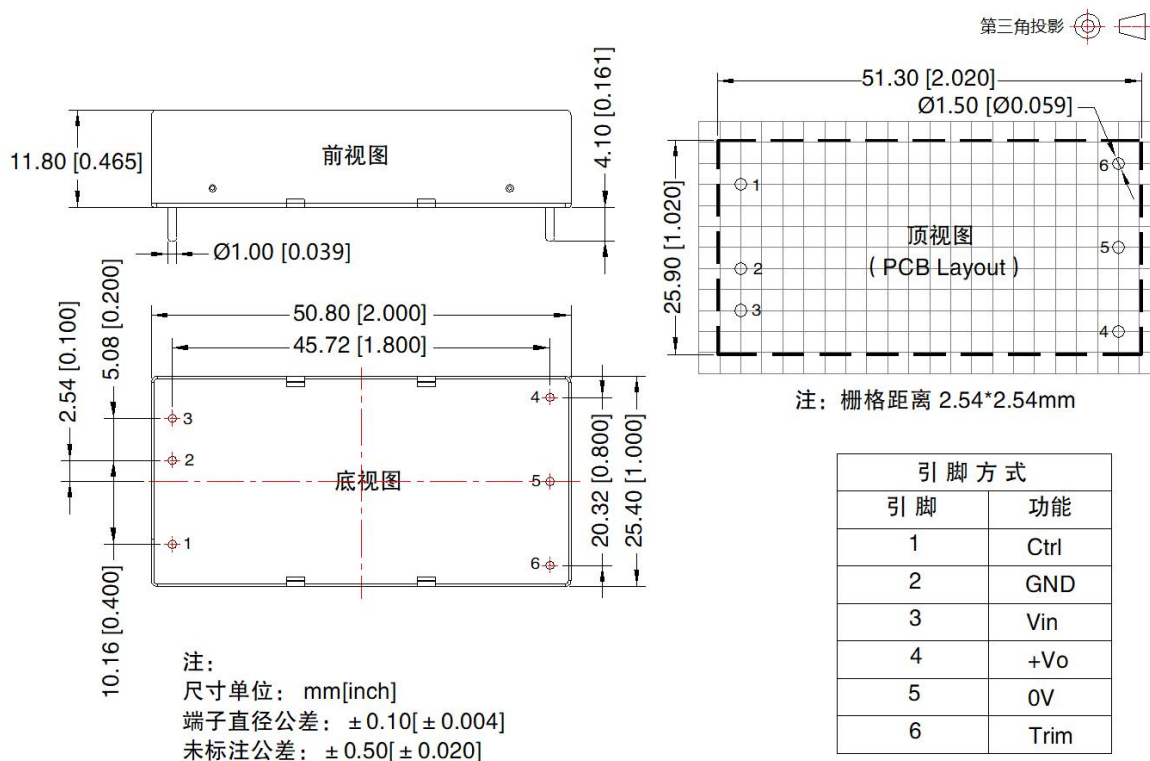 第三角投影
11.80 [0.465]
前视图
4.10 [0.161]
Ø1.00 [0.039]
51.30 [2.020]
Ø1.50 [Ø0.059]
25.90 [1.020]
1
2
3
6
5
4
顶视图
( PCB Layout )
注: 栅格距离 2.54*2.54mm
50.80 [2.000]
45.72 [1.800]
2.54 [0.100]
5.08 [0.200]
10.16 [0.400]
3
2
1
4
5
6
底视图
20.32 [0.800]
25.40 [1.000]
注:
尺寸单位: mm[inch]
端子直径公差: ±0.10[±0.004]
未标注公差: ±0.50[±0.020]
引脚方式
引脚 功能
1 Ctrl
2 GND
3 Vin
4 +Vo
5 0V
6 Trim